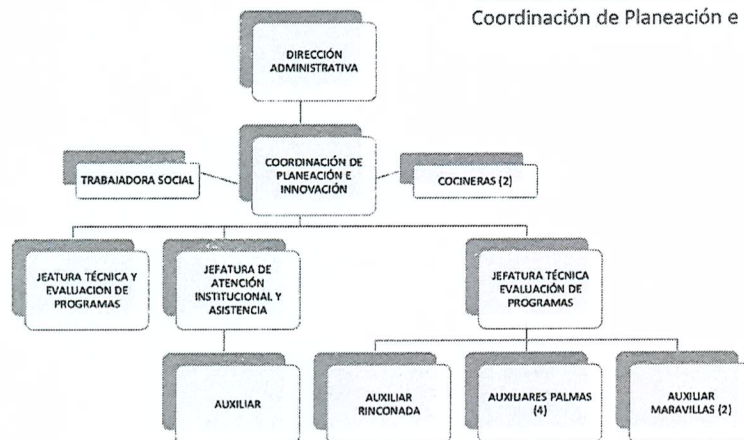 Coordinación de Planeación e
DIRECCIÓN
ADMINISTRATIVA
COORDINACIÓN DE
PLANEACIÓN E
INNOVACIÓN
TRABAJADORA SOCIAL
COCINERAS (2)
JEATURA TÉCNICA Y
EVALUACION DE
PROGRAMAS
JEFATURA DE
ATENCIÓN
INSTITUCIONAL Y
ASISTENCIA
JEFATURA TÉCNICA
EVALUACIÓN DE
PROGRAMAS
AUXILIAR
AUXILIAR
RINCONADA
AUXILIARES PALMAS
(4)
AUXILIAR
MARAVILLAS (2)